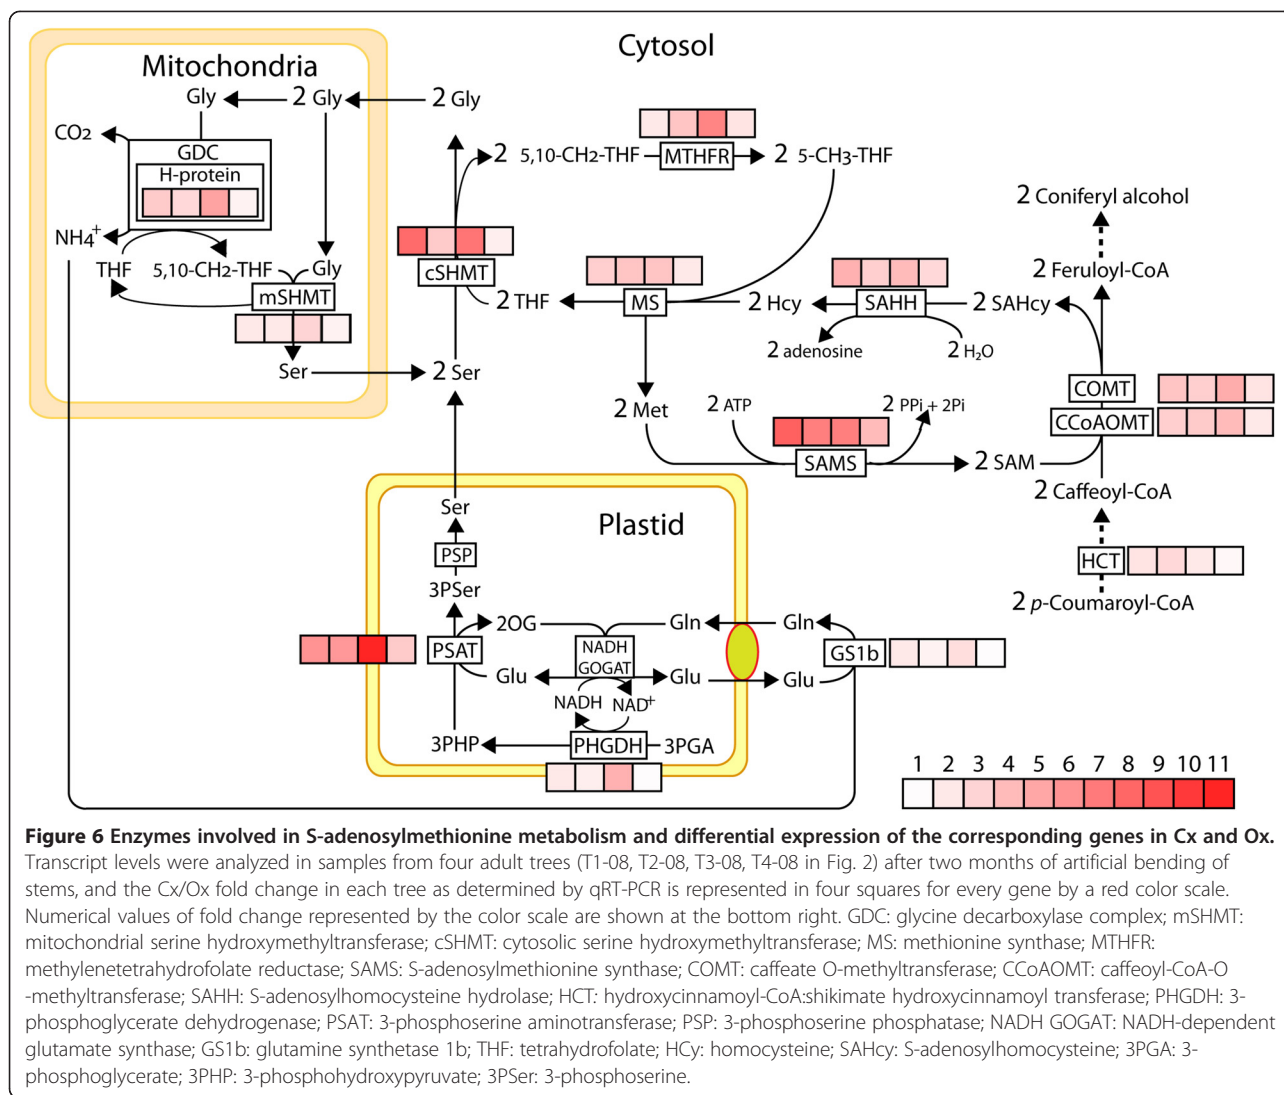 Cytosol
Mitochondria
Gly
2 Gly
2 Gly
CO2
GDC
H-protein
NH4+
THF
5,10-CH2-THF
Gly
mSHMT
Ser
2 Ser
cSHMT
2 5,10-CH2-THF
MTHFR
2 5-CH3-THF
2 THF
MS
2 Hcy
SAHH
2 SAHcy
2 adenosine
2 H2O
2 Coniferyl alcohol
2 Feruloyl-CoA
COMT
CCoAOMT
2 Met
2 ATP
2 PPi + 2Pi
SAMS
2 SAM
2 Caffeoyl-CoA
HCT
2 p-Coumaroyl-CoA
Plastid
Ser
PSP
3PSer
PSAT
2OG
NADH
GOGAT
Gln
Gln
Glu
Glu
Glu
GS1b
NADH
NAD+
3PHP
PHGDH
3PGA
1 2 3 4 5 6 7 8 9 10 11
Figure 6 Enzymes involved in S-adenosylmethionine metabolism and differential expression of the corresponding genes in Cx and Ox.
Transcript levels were analyzed in samples from four adult trees (T1-08, T2-08, T3-08, T4-08 in Fig. 2) after two months of artificial bending of
stems, and the Cx/Ox fold change in each tree as determined by qRT-PCR is represented in four squares for every gene by a red color scale.
Numerical values of fold change represented by the color scale are shown at the bottom right. GDC: glycine decarboxylase complex; mSHMT:
mitochondrial serine hydroxymethyltransferase; cSHMT: cytosolic serine hydroxymethyltransferase; MS: methionine synthase; MTHFR:
methylenetetrahydrofolate reductase; SAMS: S-adenosylmethionine synthase; COMT: caffeate O-methyltransferase; CCoAOMT: caffeoyl-CoA-O
-methyltransferase; SAHH: S-adenosylhomocysteine hydrolase; HCT: hydroxycinnamoyl-CoA:shikimate hydroxycinnamoyl transferase; PHGDH: 3-
phosphoglycerate dehydrogenase; PSAT: 3-phosphoserine aminotransferase; PSP: 3-phosphoserine phosphatase; NADH GOGAT: NADH-dependent
glutamate synthase; GS1b: glutamine synthetase 1b; THF: tetrahydrofolate; HCy: homocysteine; SAHcy: S-adenosylhomocysteine; 3PGA: 3-
phosphoglycerate; 3PHP: 3-phosphohydroxypyruvate; 3PSer: 3-phosphoserine.